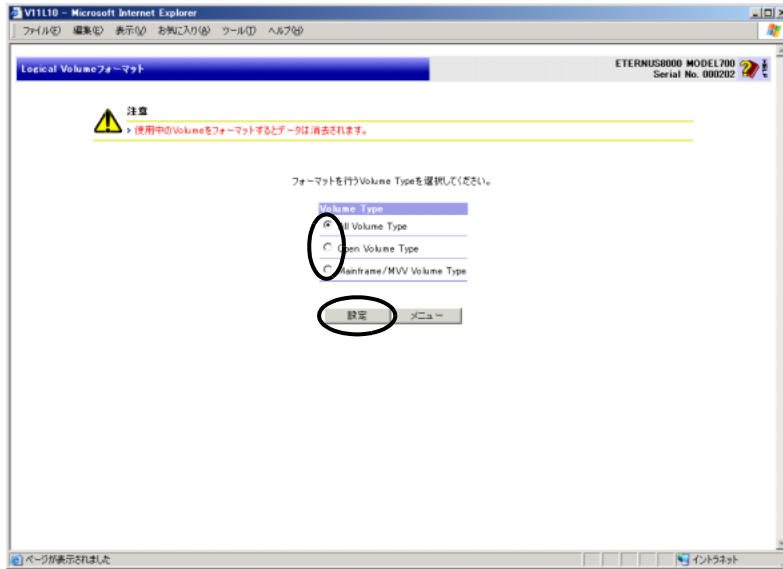 V11L10 - Microsoft Internet Explorer
ファイル(F) 編集(E) 表示(V) お気に入り(A) ツール(T) ヘルプ(H)
Logical Volumeフォーマット
ETERNUS8000 MODEL700
Serial No. 000202
注意
使用中のVolumeをフォーマットするとデータは消去されます。
フォーマットを行うVolume Typeを選択してください。
Volume Type
All Volume Type
Open Volume Type
Mainframe/MVV Volume Type
設定 メニュー
ページが表示されました
イントラネット